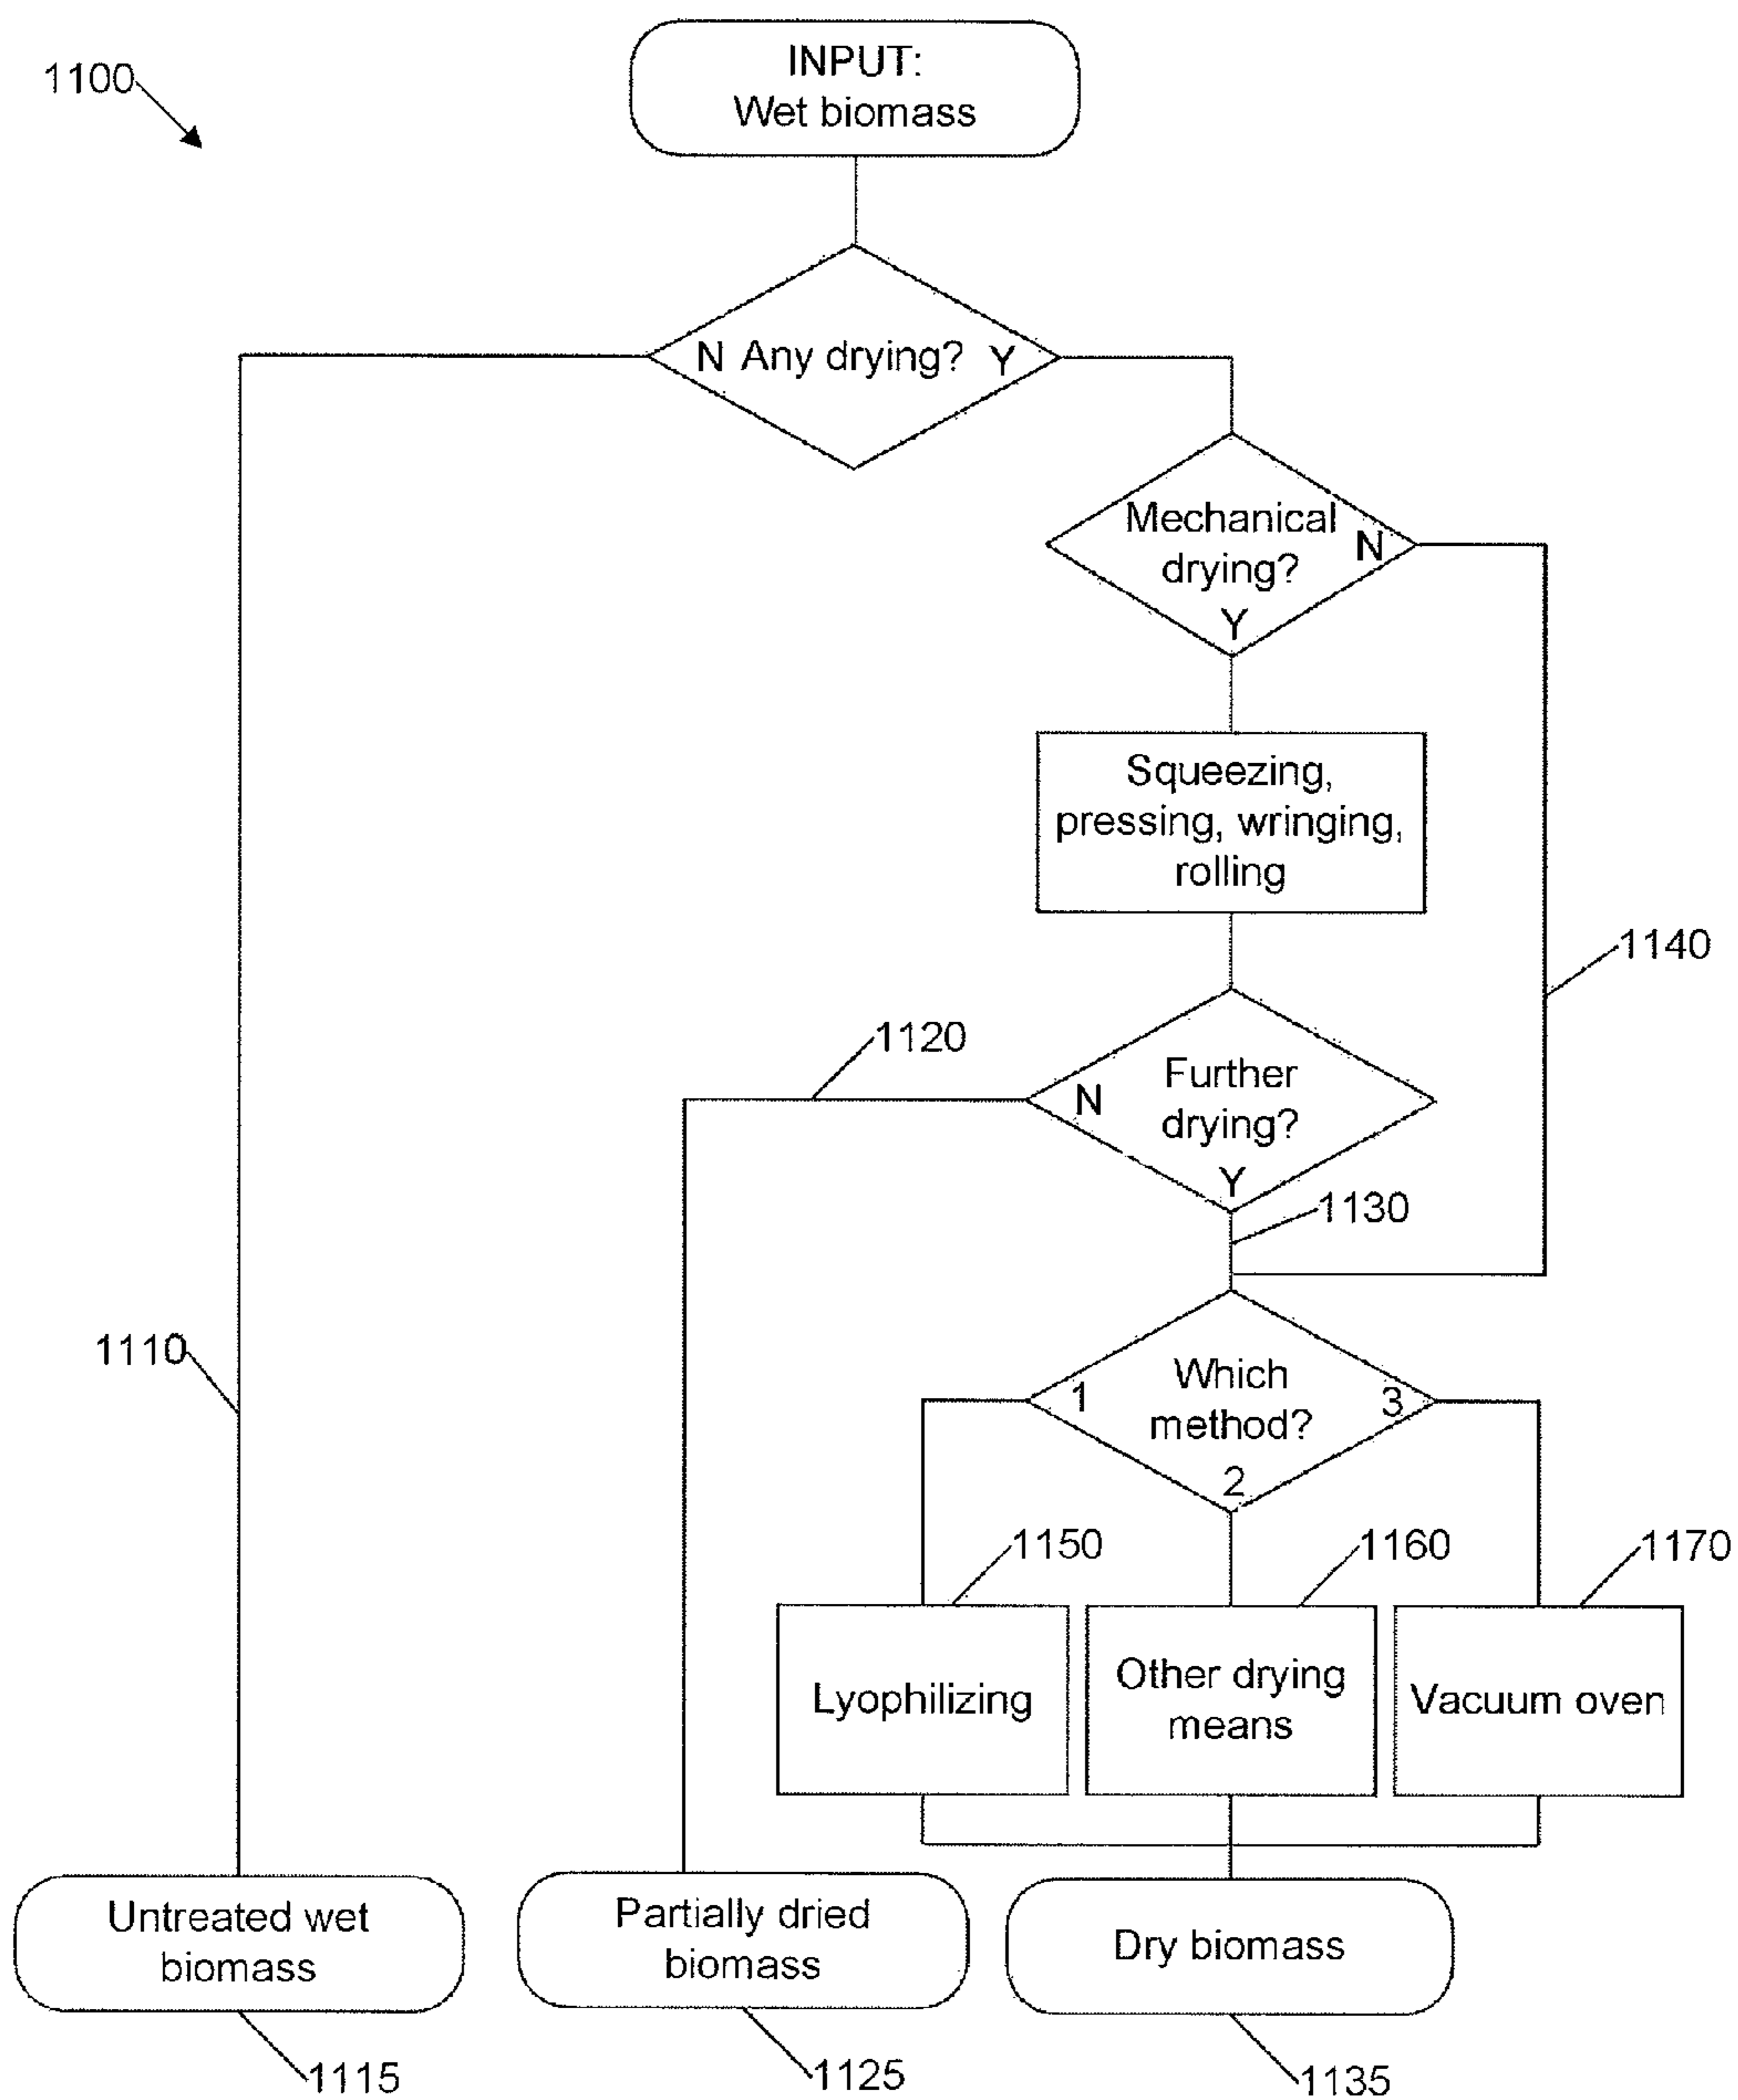 1100
INPUT:
Wet biomass
N Any drying? Y
Mechanical
drying?
N
Y
Squeezing,
pressing, wringing,
rolling
1140
1120
Further
drying?
N
Y
1130
1110
Which
method?
1
3
2
1150
1160
1170
Lyophilizing
Other drying
means
Vacuum oven
Untreated wet
biomass
Partially dried
biomass
Dry biomass
1115
1125
1135